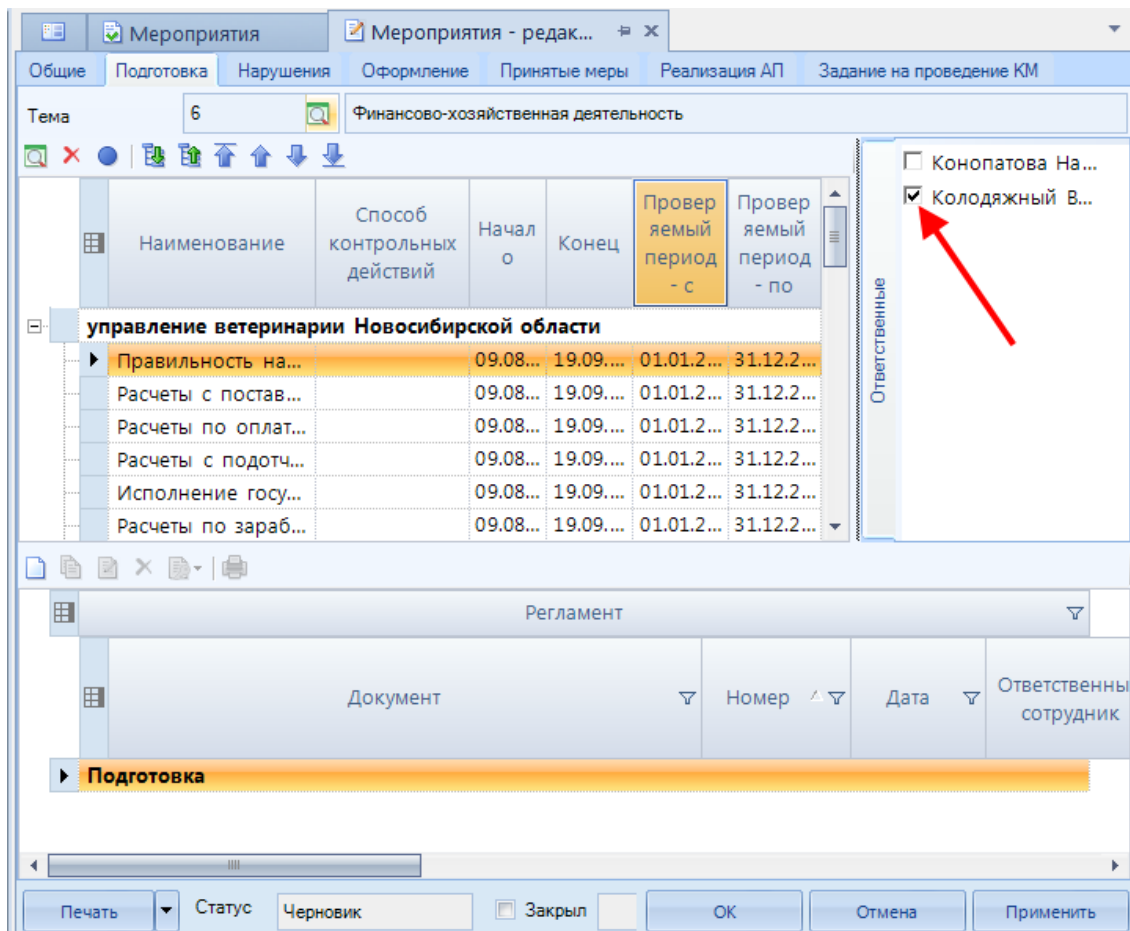 Мероприятия
Мероприятия - редак...
Общие Подготовка Нарушения Оформление Принятые меры Реализация АП Задание на проведение КМ
Тема 6 Финансово-хозяйственная деятельность
Наименование
Способ
контрольных
действий
Начал
о
Конец
Провер
яемый
период
- с
Провер
яемый
период
- по
управление ветеринарии Новосибирской области
Правильность на... 09.08... 19.09.... 01.01.2... 31.12.2...
Расчеты с постав... 09.08... 19.09.... 01.01.2... 31.12.2...
Расчеты по оплат... 09.08... 19.09.... 01.01.2... 31.12.2...
Расчеты с подотч... 09.08... 19.09.... 01.01.2... 31.12.2...
Исполнение госу... 09.08... 19.09.... 01.01.2... 31.12.2...
Расчеты по зараб... 09.08... 19.09.... 01.01.2... 31.12.2...
Ответственные
Конопатова На...
Колодяжный В...
Регламент
Документ
Номер
Дата
Ответственны
сотрудник
Подготовка
Печать Статус Черновик Закрыл ОК Отмена Применить